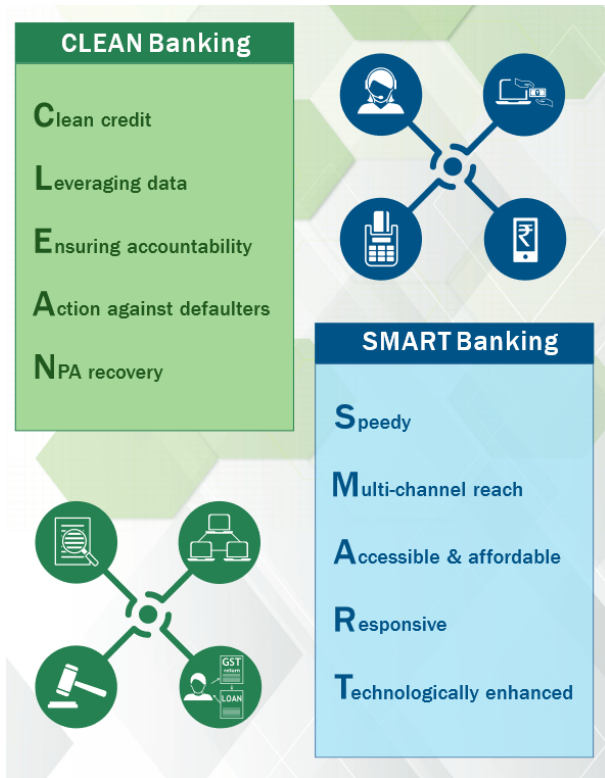 CLEAN Banking
Clean credit
Leveraging data
Ensuring accountability
Action against defaulters
NPA recovery
₹
SMART Banking
Speedy
Multi-channel reach
Accessible & affordable
Responsive
Technologically enhanced
GST
return
LOAN